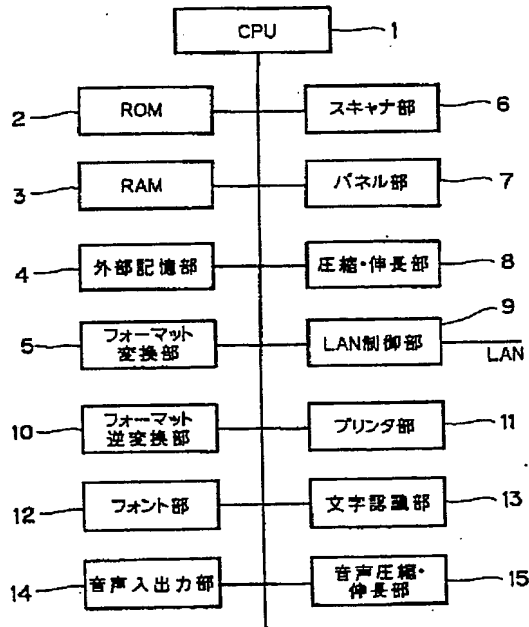 CPU
1
2
ROM
スキャナ部
6
3
RAM
パネル部
7
4
外部記憶部
圧縮・伸長部
8
5
フォーマット
変換部
LAN制御部
9
LAN
10
フォーマット
逆変換部
プリンタ部
11
12
フォント部
文字認識部
13
14
音声入出力部
音声圧縮・
伸長部
15